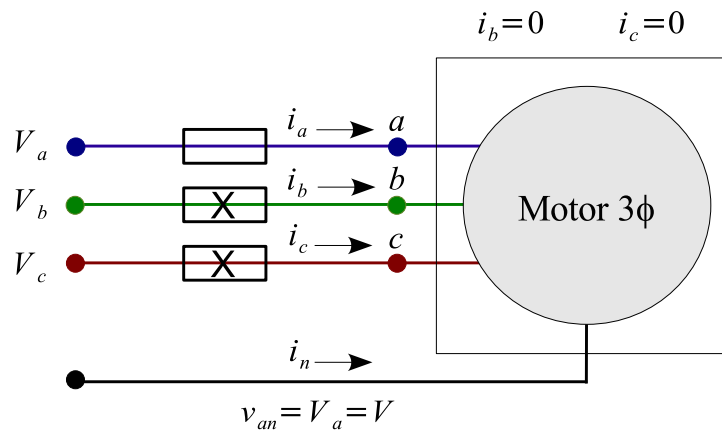 i_b=0 i_c=0
V_a i_a a
V_b X i_b b
Motor 3ϕ
V_c X i_c c
i_n
v_an=V_a=V